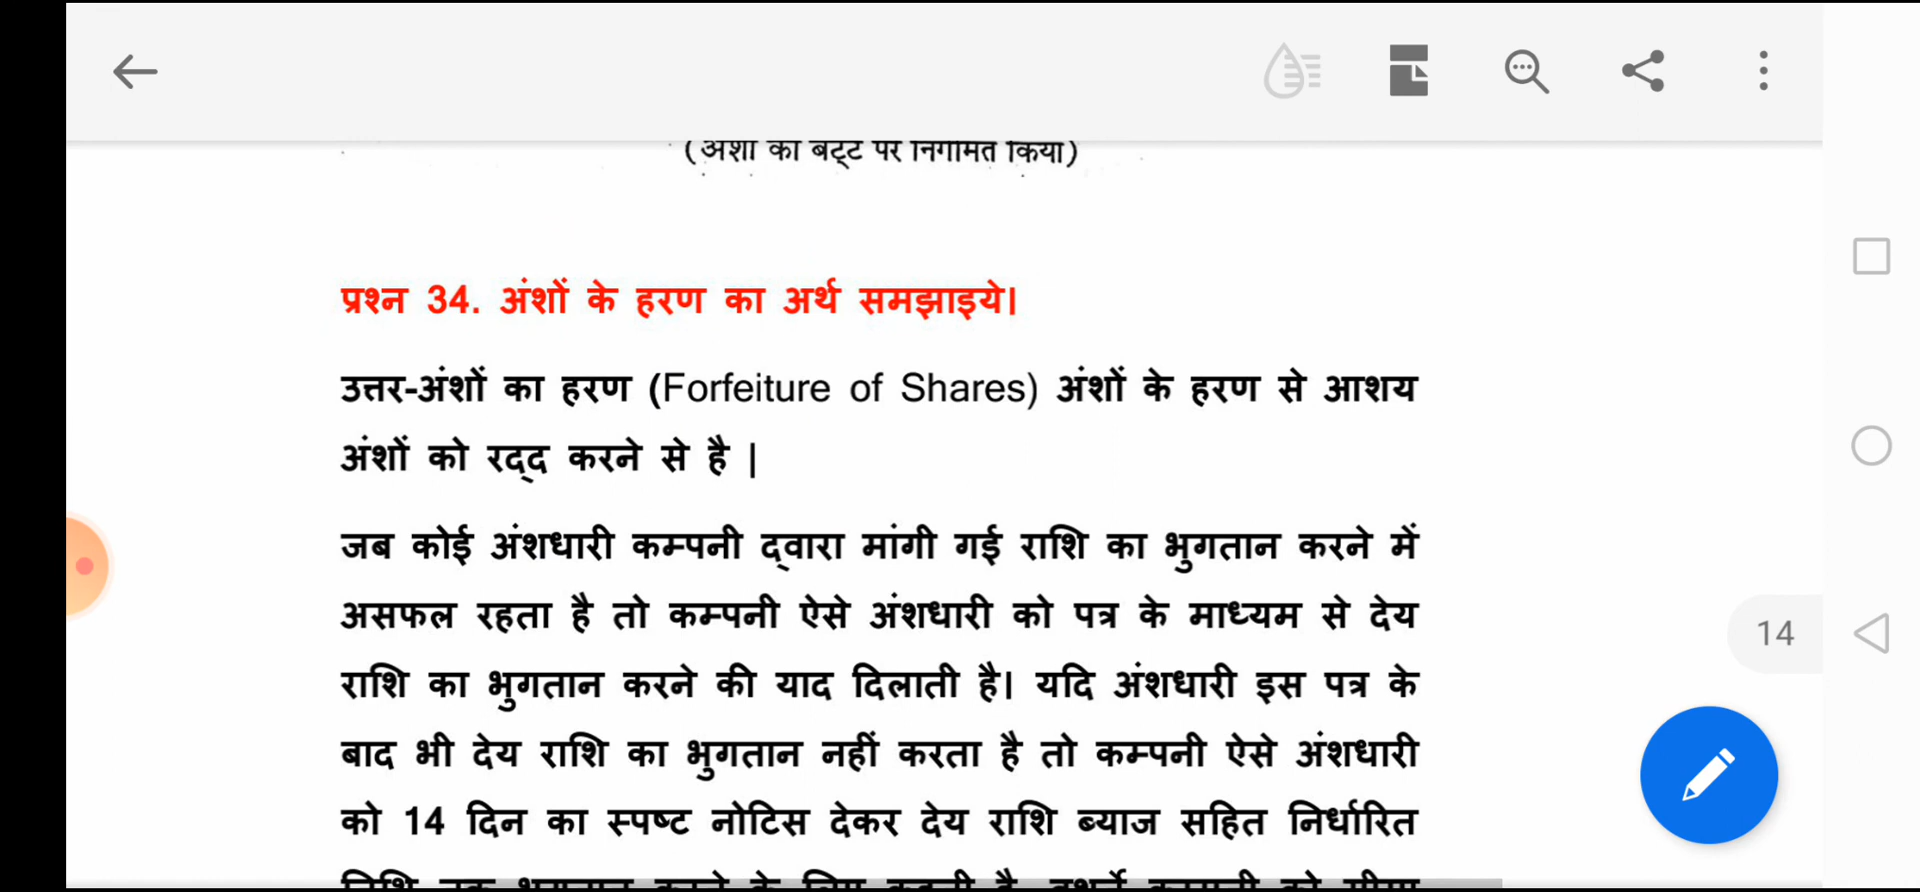 (अंशों को बट्टे पर निर्गमित किया)
प्रश्न 34. अंशों के हरण का अर्थ समझाइये।
उत्तर-अंशों का हरण (Forfeiture of Shares) अंशों के हरण से आशय
अंशों को रद्द करने से है |
जब कोई अंशधारी कम्पनी द्वारा मांगी गई राशि का भुगतान करने में
असफल रहता है तो कम्पनी ऐसे अंशधारी को पत्र के माध्यम से देय
राशि का भुगतान करने की याद दिलाती है। यदि अंशधारी इस पत्र के
बाद भी देय राशि का भुगतान नहीं करता है तो कम्पनी ऐसे अंशधारी
14
को 14 दिन का स्पष्ट नोटिस देकर देय राशि ब्याज सहित निर्धारित